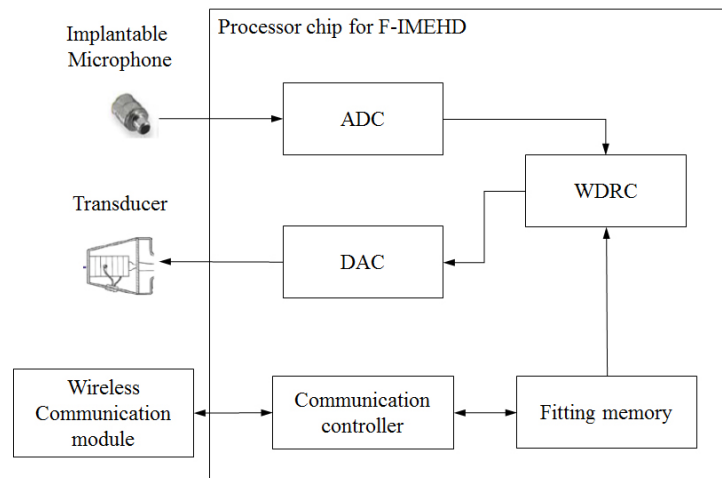 Processor chip for F-IMEHD
Implantable
Microphone
ADC
WDRC
Transducer
DAC
Wireless
Communication
module
Communication
controller
Fitting memory